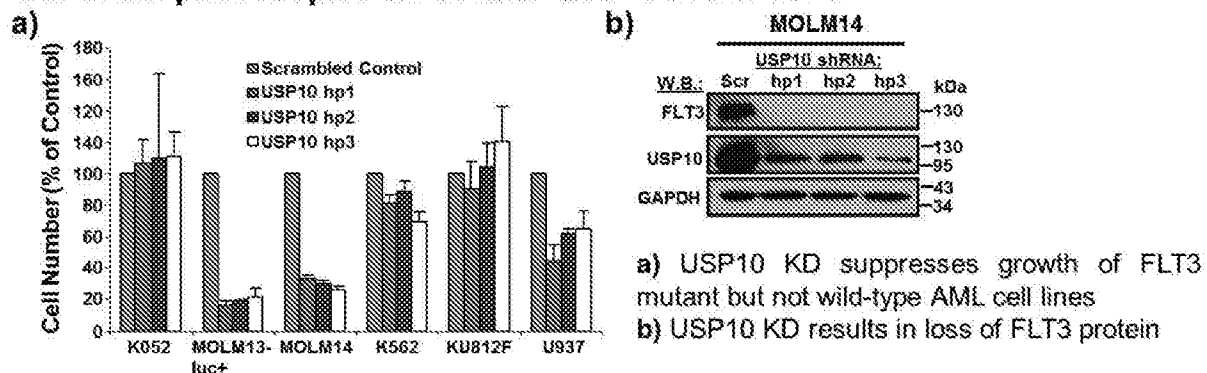 a)
180
160
120
140
100
80
60
40
20
0
Cell Number (% of Control)
Scrambled Control
USP10 hp1
USP10 hp2
USP10 hp3
K052
MOLM13-
luc+
MOLM14
K562
KU812F
U937
b)
MOLM14
USP10 shRNA:
W.B.: Scr hp1 hp2 hp3 kDa
FLT3
130
USP10
130
95
GAPDH
43
34
a) USP10 KD suppresses growth of FLT3
mutant but not wild-type AML cell lines
b) USP10 KD results in loss of FLT3 protein